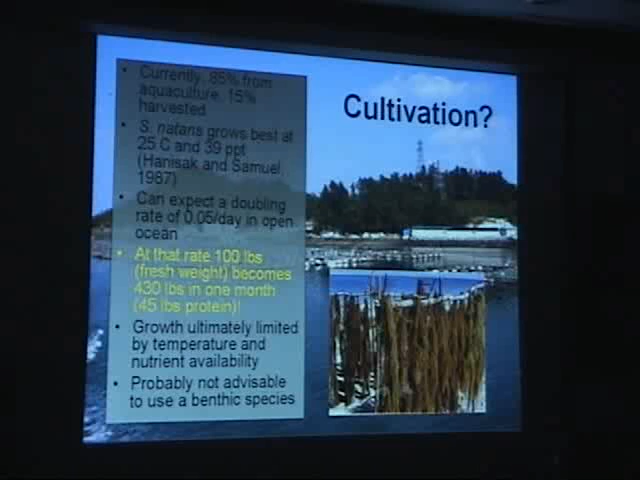 Cultivation?
• Currently, 85% from
aquaculture, 15%
harvested
• S. natans grows best at
25 C and 39 ppt
(Hanisak and Samuel
1987)
• Can expect a doubling
rate of 0.05/day in open
ocean
• At that rate 100 lbs
(fresh weight) becomes
430 lbs in one month
(45 lbs protein)!
• Growth ultimately limited
by temperature and
nutrient availability
• Probably not advisable
to use a benthic species